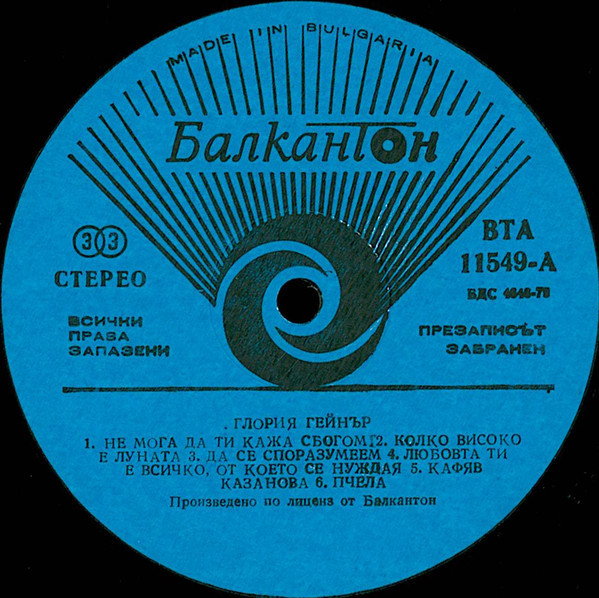 MADE IN BULGARIA
Балкантон
33
СТЕРЕО
ВТА
11549-А
БДС
ВСИЧКИ
ПРАВА
ЗАПАЗЕНИ
ПРЕЗАПИСЪТ
ЗАБРАНЕН
ГЛОРИЯ ГЕЙНЪР
1. НЕ МОГА ДА ТИ КАЖА СБОГОМ 2. КОЛКО ВИСОКО
Е ЛУНАТА 3. ДА СЕ СПОРАЗУМЕЕМ 4. ЛЮБОВТА ТИ
Е ВСИЧКО, ОТ КОЕТО СЕ НУЖДАЯ 5. КАФЯВ
КАЗАНОВА 6. ПЧЕЛА
Произведено по лиценз от Балкантон